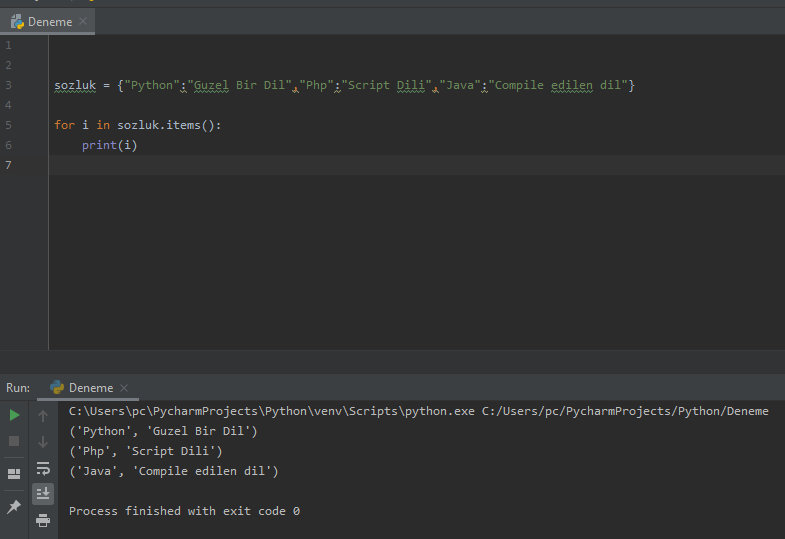 Deneme
1
2
3 sozluk = {"Python":"Guzel Bir Dil","Php":"Script Dili","Java":"Compile edilen dil"}
4
5 for i in sozluk.items():
6     print(i)
7
Run: Deneme
C:\Users\pc\PycharmProjects\Python\venv\Scripts\python.exe C:/Users/pc/PycharmProjects/Python/Deneme
('Python', 'Guzel Bir Dil')
('Php', 'Script Dili')
('Java', 'Compile edilen dil')
Process finished with exit code 0